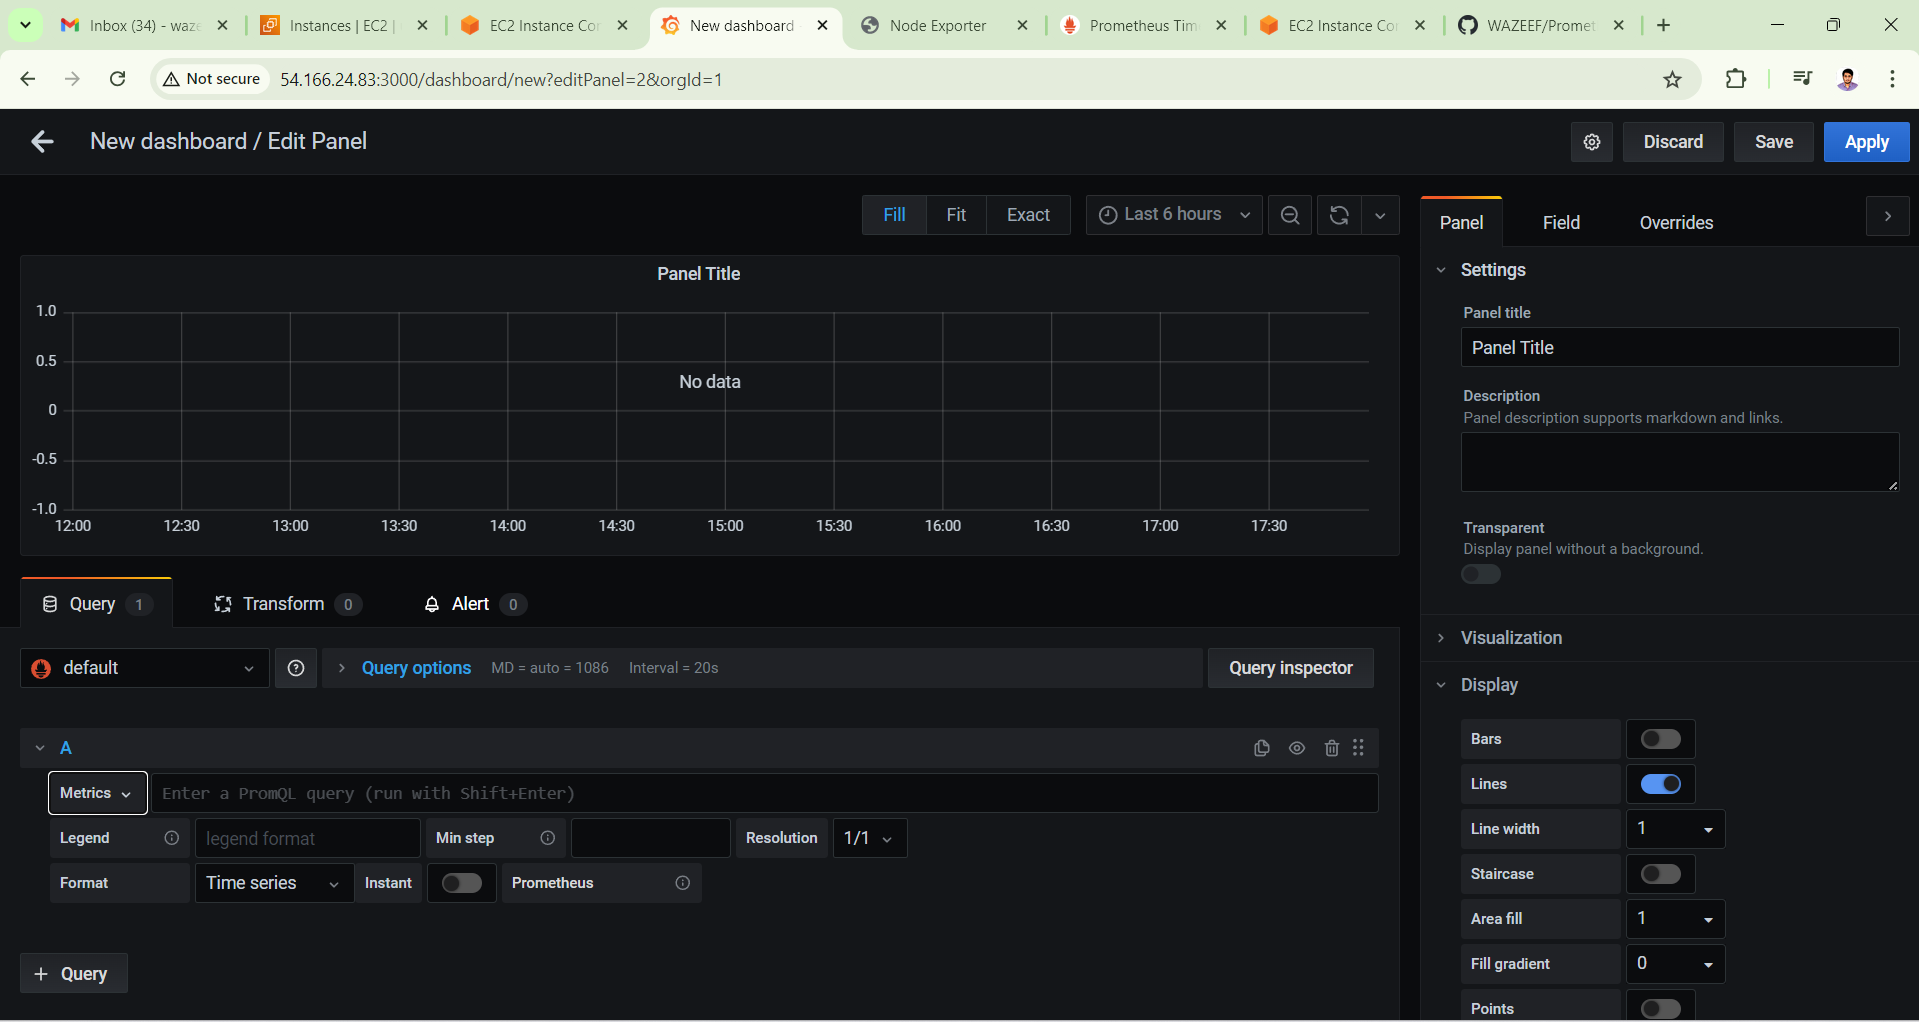 Inbox (34) - waze
Instances | EC2 |
EC2 Instance Cor
New dashboard
Node Exporter
Prometheus Time
EC2 Instance Cor
WAZEEF/Promet
Not secure
54.166.24.83:3000/dashboard/new?editPanel=2&orgId=1
New dashboard / Edit Panel
Discard
Save
Apply
Fill
Fit
Exact
Last 6 hours
Panel
Field
Overrides
Panel Title
1.0
0.5
0
-0.5
-1.0
No data
12:00
12:30
13:00
13:30
14:00
14:30
15:00
15:30
16:00
16:30
17:00
17:30
Settings
Panel title
Panel Title
Description
Panel description supports markdown and links.
Transparent
Display panel without a background.
Query 1
Transform 0
Alert 0
default
Query options
MD = auto = 1086
Interval = 20s
Query inspector
A
Metrics
Enter a PromQL query (run with Shift+Enter)
Legend
legend format
Min step
Resolution
1/1
Format
Time series
Instant
Prometheus
+ Query
Visualization
Display
Bars
Lines
Line width
1
Staircase
Area fill
1
Fill gradient
0
Points